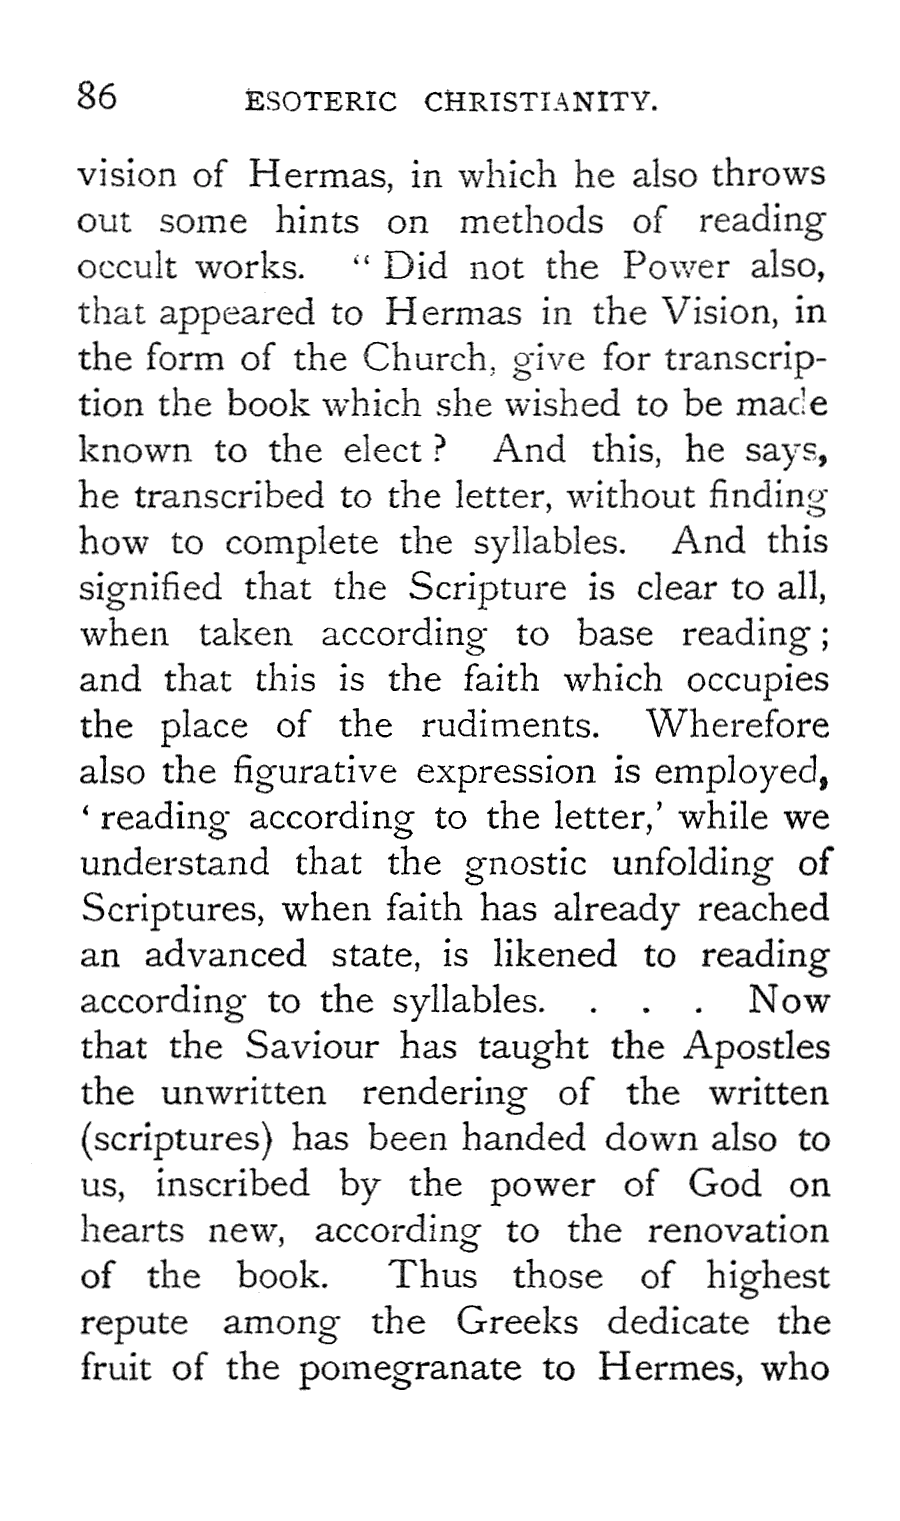 86 ESOTERIC CHRISTIANITY.
vision of Hermas, in which he also throws
out some hints on methods of reading
occult works. “ Did not the Power also,
that appeared to Hermas in the Vision, in
the form of the Church, give for transcrip-
tion the book which she wished to be made
known to the elect ? And this, he says,
he transcribed to the letter, without finding
how to complete the syllables. And this
signified that the Scripture is clear to all,
when taken according to base reading ;
and that this is the faith which occupies
the place of the rudiments. Wherefore
also the figurative expression is employed,
‘ reading according to the letter,’ while we
understand that the gnostic unfolding of
Scriptures, when faith has already reached
an advanced state, is likened to reading
according to the syllables. . . . Now
that the Saviour has taught the Apostles
the unwritten rendering of the written
(scriptures) has been handed down also to
us, inscribed by the power of God on
hearts new, according to the renovation
of the book. Thus those of highest
repute among the Greeks dedicate the
fruit of the pomegranate to Hermes, who